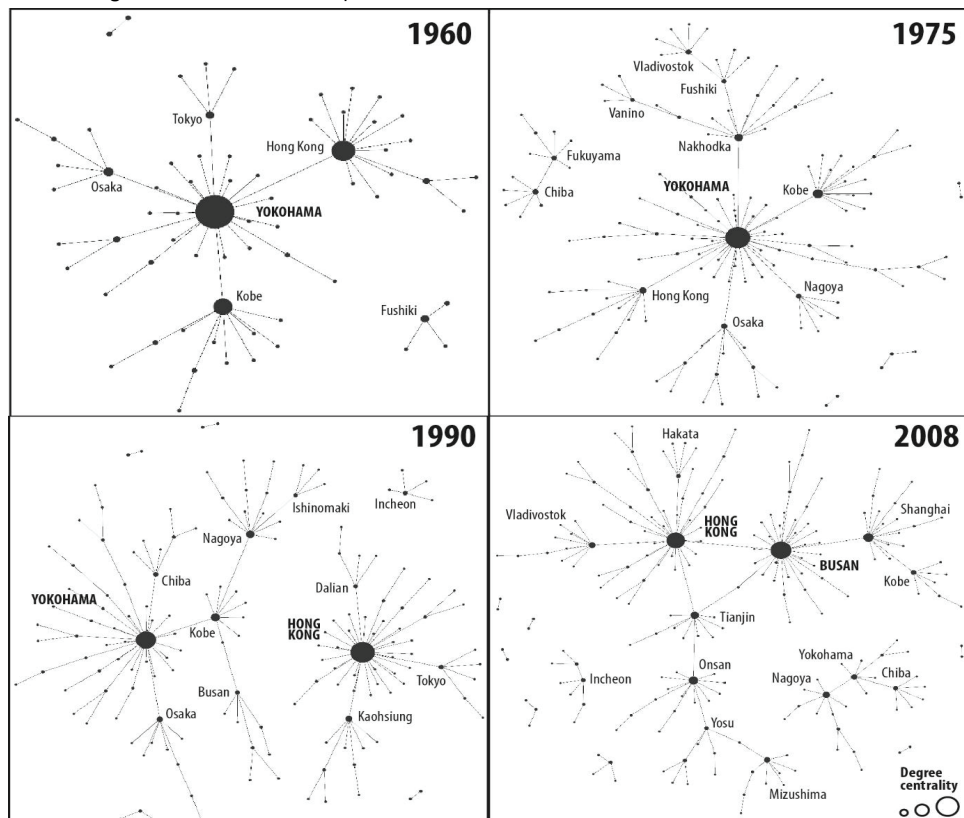 1960
Tokyo
Hong Kong
Osaka
YOKOHAMA
Kobe
Fushiki
1975
Vladivostok
Fushiki
Vanino
Nakhodka
Fukuyama
Chiba
YOKOHAMA
Kobe
Hong Kong
Nagoya
Osaka
1990
Ishinomaki
Incheon
Nagoya
Chiba
Dalian
YOKOHAMA
Kobe
HONG
KONG
Tokyo
Busan
Osaka
Kaohsiung
2008
Hakata
Vladivostok
HONG
KONG
Shanghai
BUSAN
Kobe
Tianjin
Yokohama
Onsan
Incheon
Nagoya
Chiba
Yosu
Mizushima
Degree
centrality